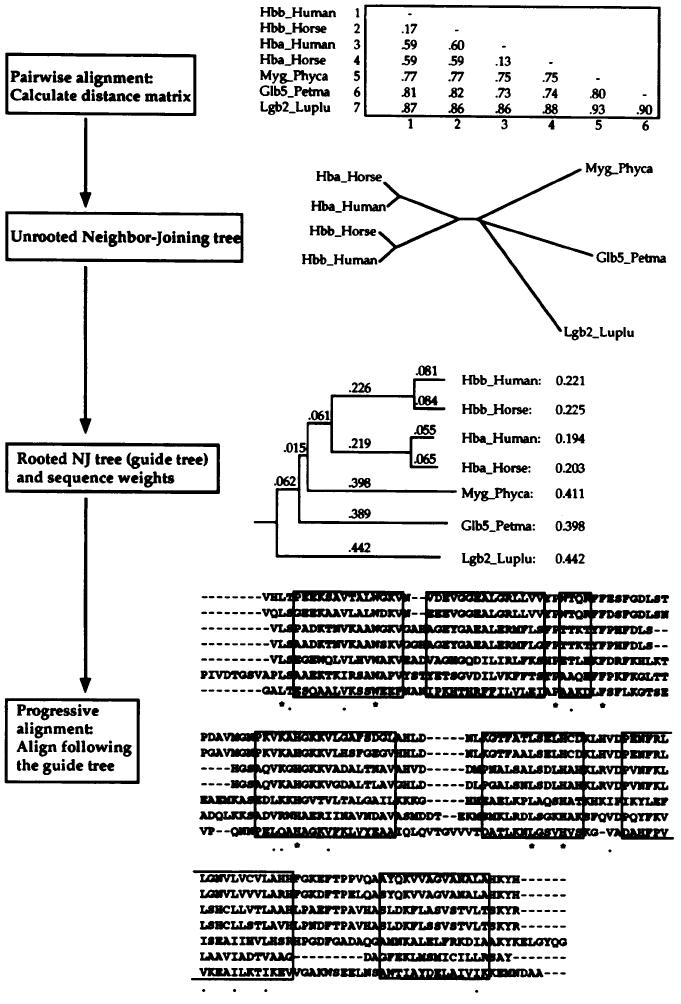 Hbb_Human 1 -
Hbb_Horse 2 .17 -
Hba_Human 3 .59 .60 -
Hba_Horse 4 .59 .59 .13 -
Myg_Phyca 5 .77 .77 .75 .75 -
Glb5_Petma 6 .81 .82 .73 .74 .80 -
Lgb2_Luplu 7 .87 .86 .86 .88 .93 .90
1 2 3 4 5 6
Pairwise alignment:
Calculate distance matrix
Hba_Horse
Hba_Human
Hbb_Horse
Hbb_Human
Myg_Phyca
Glb5_Petma
Lgb2_Luplu
Unrooted Neighbor-Joining tree
.081 Hbb_Human: 0.221
.226
.084 Hbb_Horse: 0.225
.061
.055 Hba_Human: 0.194
.219
.065 Hba_Horse: 0.203
.015
.398 Myg_Phyca: 0.411
.062
.389 Glb5_Petma: 0.398
.442 Lgb2_Luplu: 0.442
Rooted NJ tree (guide tree)
and sequence weights
--------VHLTPEEKSAVTALWGKVN--VDEVGGEALGRLLVVYPWTQRFFESFGDLST
--------VQLSGEEKAAVLALWDKVN--EEEVGGEALGRLLVVYPWTQRFFDSFGDLSN
---------VLSPADKTNVKAAWGKVGAHAGEYGAEALERMFLSFPTTKTYFPHFDLS--
---------VLSAADKTNVKAAWSKVGGHAGEYGAEALERMFLGFPTTKTYFPHFDLS--
---------VLSEGEWQLVLHVWAKVEADVAGHGQDILIRLFKSHPETLEKFDRFKHLKT
PIVDTGSVAPLSAAEKTKIRSAWAPVYSTYETSGVDILVKFFTSTPAAQEFFPKFKGLTT
--------GALTESQAALVKSSWEEFNANIPKHTHRFFILVLEIAPAAKDLFSFLKGTSE
* . . * . * . *
PDAVMGNPKVKAHGKKVLGAFSDGLAHLD-----NLKGTFATLSELHCDKLHVDPENFRL
PGAVMGNPKVKAHGKKVLHSFGEGVHHLD-----NLKGTFAALSELHCDKLHVDPENFRL
----HGSAQVKGHGKKVADALTNAVAHVD-----DMPNALSALSDLHAHKLRVDPVNFKL
----HGSAQVKAHGKKVGDALTLAVGHLD-----DLPGALSNLSDLHAHKLRVDPVNFKL
EAEMKASEDLKKHGVTVLTALGAILKKKG-----HHEAELKPLAQSHATKHKIPIKYLEF
ADQLKKSADVRWHAERIINAVNDAVASMDDT--EKMSMKLRDLSGKHAKSFQVDPQYFKV
VP--QNNPELQAHAGKVFKLVYEAAIQLQVTGVVVTDATLKNLGSVHVSKG-VADAHFPV
. . * . * * .
Progressive
alignment:
Align following
the guide tree
LGNVLVCVLAHHFGKEFTPPVQAAYQKVVAGVANALAHKYH------
LGNVLVVVLARHFGKDFTPELQASYQKVVAGVANALAHKYH------
LSHCLLVTLAAHLPAEFTPAVHASLDKFLASVSTVLTSKYR------
LSHCLLSTLAVHLPNDFTPAVHASLDKFLSSVSTVLTSKYR------
ISEAIIHVLHSRHPGDFGADAQGAMNKALELFRKDIAAKYKELGYQG
LAAVIADTVAAG---------DAGFEKLMSMICILLRSAY-------
VKEAILKTIKEVVGAKWSEELNSAWTIAYDELAIVIKKEMNDAA---
. . . .